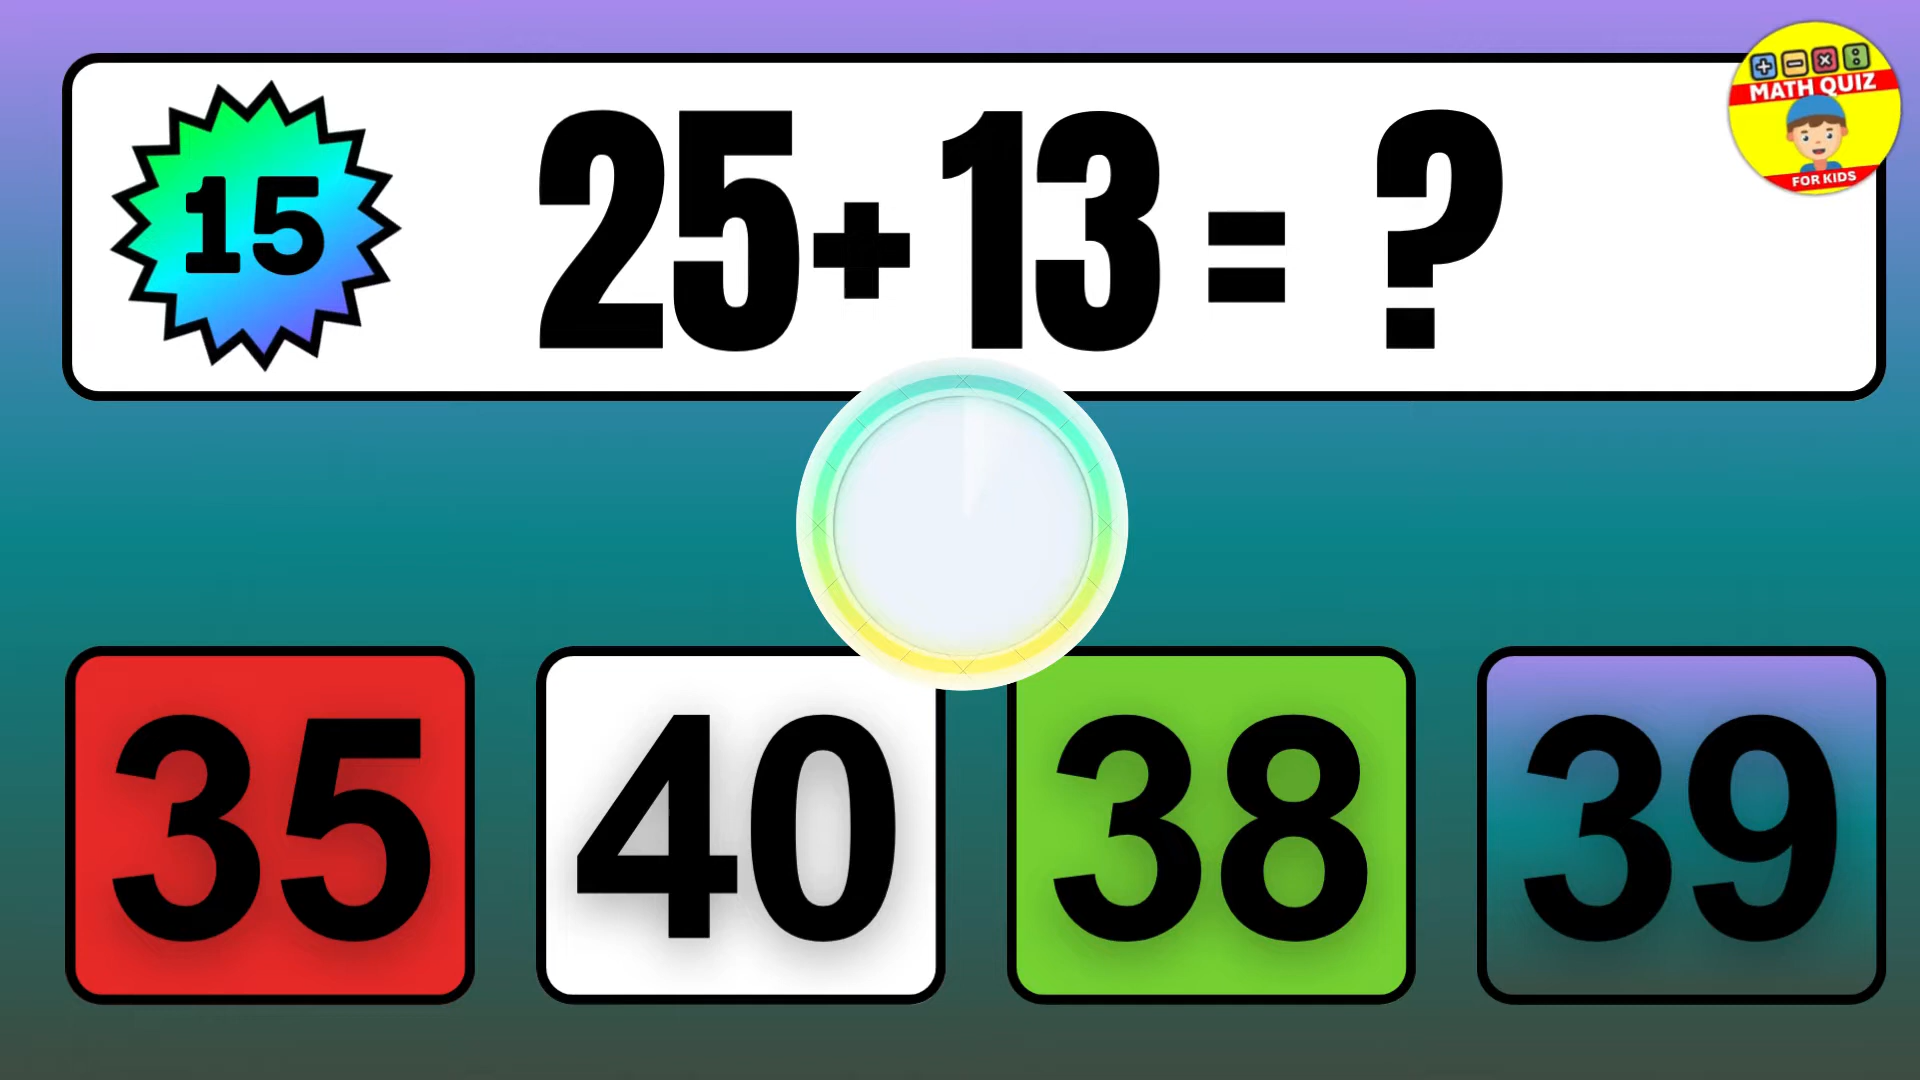 15
25+13 = ?
+ − × ÷
MATH QUIZ
FOR KIDS
35
40
38
39